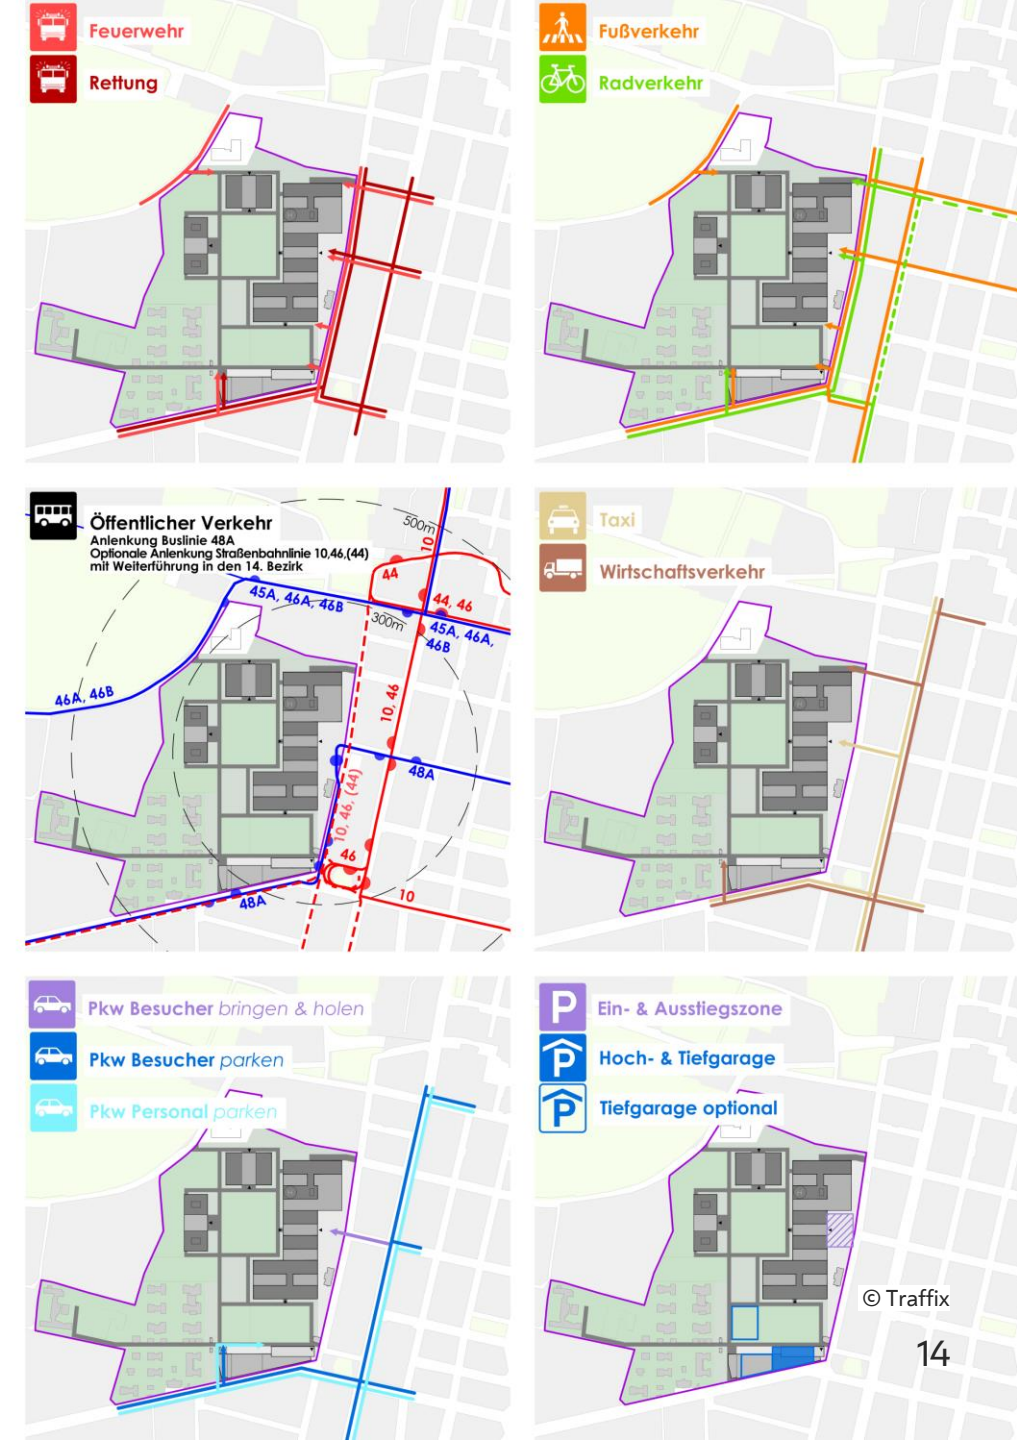 Feuerwehr
Rettung
Fußverkehr
Radverkehr
Öffentlicher Verkehr
Anlenkung Buslinie 48A
Optionale Anlenkung Straßenbahnlinie 10,46,(44)
mit Weiterführung in den 14. Bezirk
500m
10
44
45A, 46A, 46B
44, 46
300m
45A, 46A,
46B
46A, 46B
10, 46
48A
10, 46, (44)
46
48A
10
Taxi
Wirtschaftsverkehr
Pkw Besucher bringen & holen
Pkw Besucher parken
Pkw Personal parken
P Ein- & Ausstiegszone
P Hoch- & Tiefgarage
P Tiefgarage optional
© Traffix
14